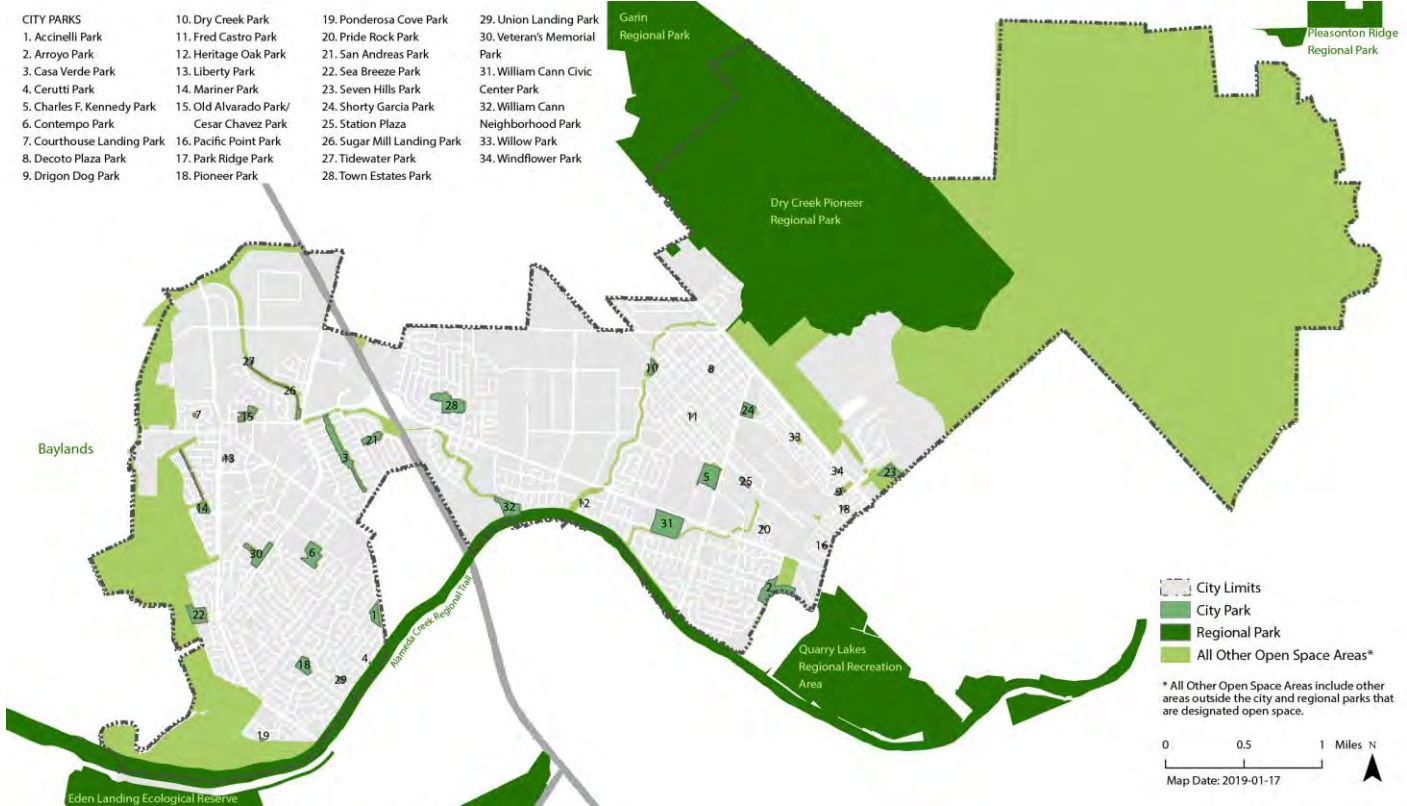 CITY PARKS
1. Accinelli Park
2. Arroyo Park
3. Casa Verde Park
4. Cerutti Park
5. Charles F. Kennedy Park
6. Contempo Park
7. Courthouse Landing Park
8. Decoto Plaza Park
9. Drigon Dog Park
10. Dry Creek Park
11. Fred Castro Park
12. Heritage Oak Park
13. Liberty Park
14. Mariner Park
15. Old Alvarado Park/
Cesar Chavez Park
16. Pacific Point Park
17. Park Ridge Park
18. Pioneer Park
19. Ponderosa Cove Park
20. Pride Rock Park
21. San Andreas Park
22. Sea Breeze Park
23. Seven Hills Park
24. Shorty Garcia Park
25. Station Plaza
26. Sugar Mill Landing Park
27. Tidewater Park
28. Town Estates Park
29. Union Landing Park
30. Veteran's Memorial
Park
31. William Cann Civic
Center Park
32. William Cann
Neighborhood Park
33. Willow Park
34. Windflower Park
Garin
Regional Park
Pleasonton Ridge
Regional Park
Dry Creek Pioneer
Regional Park
27
26
7
15
13
3
21
28
10
8
11
24
33
34
23
9
18
5
25
12
32
31
20
16
2
14
30
6
22
1
18
4
29
19
Baylands
Alameda Creek Regional Trail
Quarry Lakes
Regional Recreation
Area
Eden Landing Ecological Reserve
City Limits
City Park
Regional Park
All Other Open Space Areas*
* All Other Open Space Areas include other
areas outside the city and regional parks that
are designated open space.
0 0.5 1 Miles N
Map Date: 2019-01-17